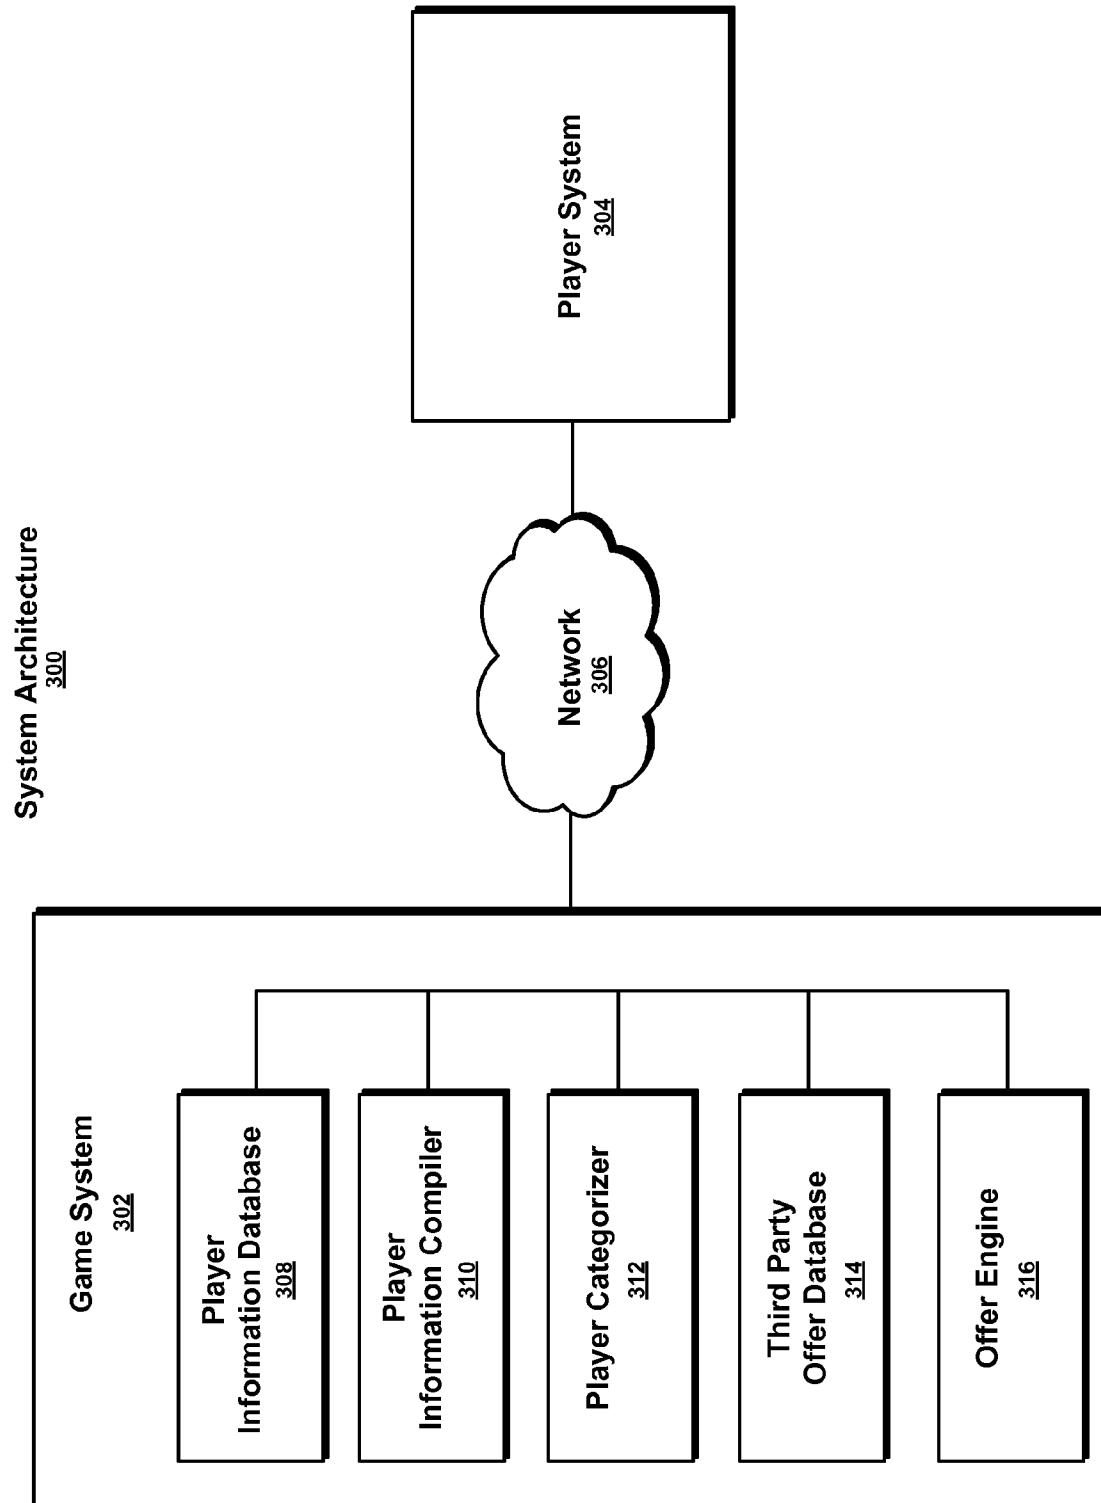 System Architecture
300
Game System
302
Player
Information Database
308
Player
Information Compiler
310
Player Categorizer
312
Third Party
Offer Database
314
Offer Engine
316
Network
306
Player System
304